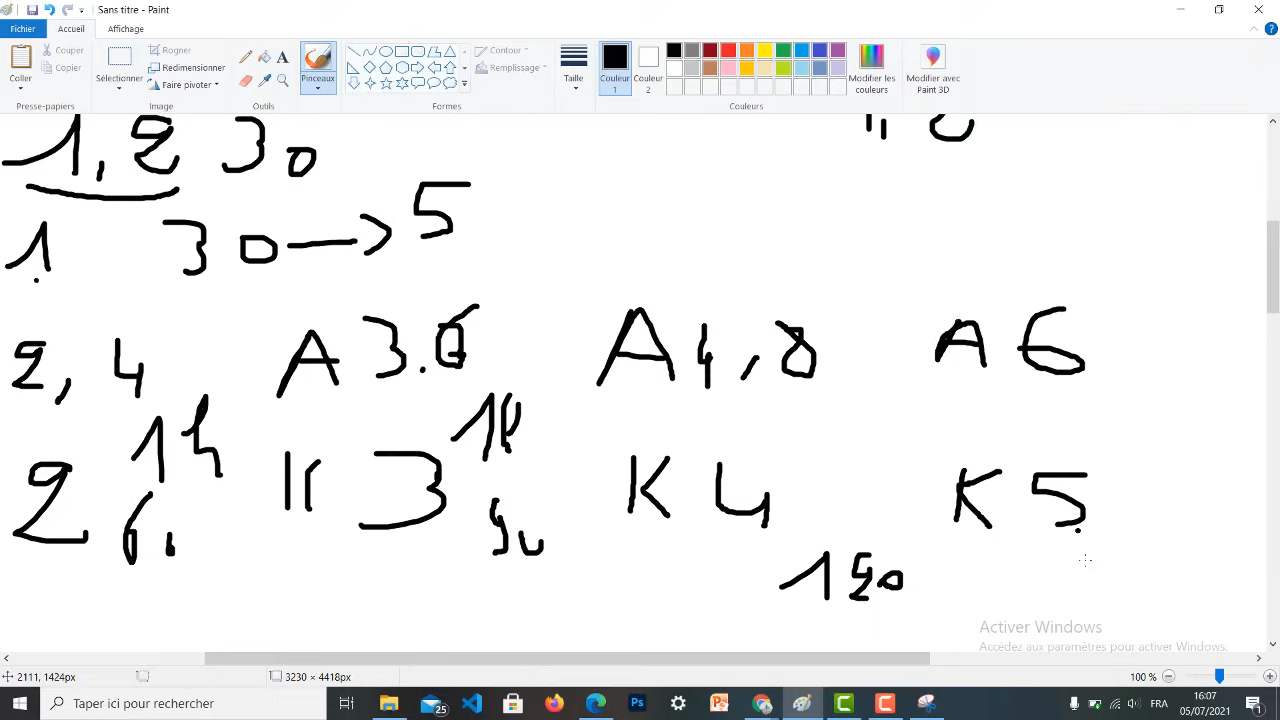 Sans titre - Paint
Fichier Accueil Affichage
Coller Couper Copier Sélectionner Rogner Redimensionner Faire pivoter Pinceaux Contour Remplissage Taille Couleur 1 Couleur 2 Modifier les couleurs Modifier avec Paint 3D
Presse-papiers Image Outils Formes Couleurs
1,2 30
1 30 → 5
2,4 A 3.6 A 4,8 A 6
1h
2 K 3 K 4 K 5
Activer Windows
Accédez aux paramètres pour activer Windows.
2111, 1424px 3230 × 4418px 100 %
Taper ici pour rechercher 25 FRA 16:07
05/07/2021